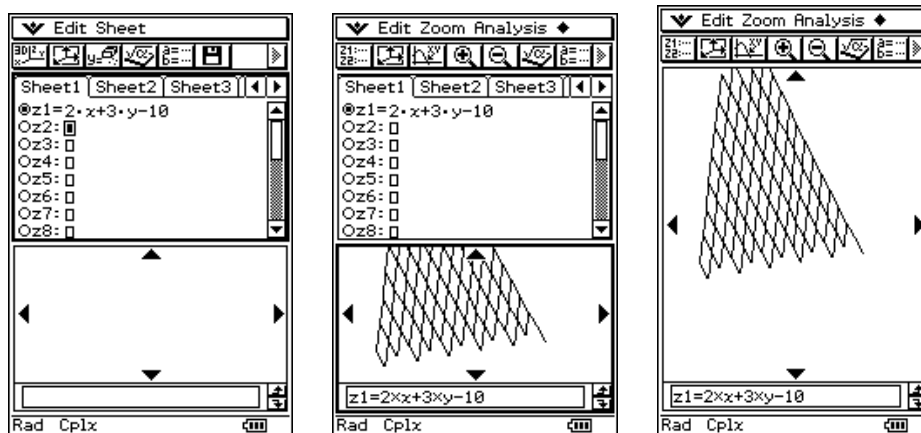 Edit Sheet
Sheet1 Sheet2 Sheet3
z1=2·x+3·y-10
z2:
z3:
z4:
z5:
z6:
z7:
z8:
Rad Cplx
Edit Zoom Analysis ◆
Sheet1 Sheet2 Sheet3
z1=2·x+3·y-10
z2:
z3:
z4:
z5:
z6:
z7:
z8:
z1=2×x+3×y-10
Rad Cplx
Edit Zoom Analysis ◆
z1=2×x+3×y-10
Rad Cplx